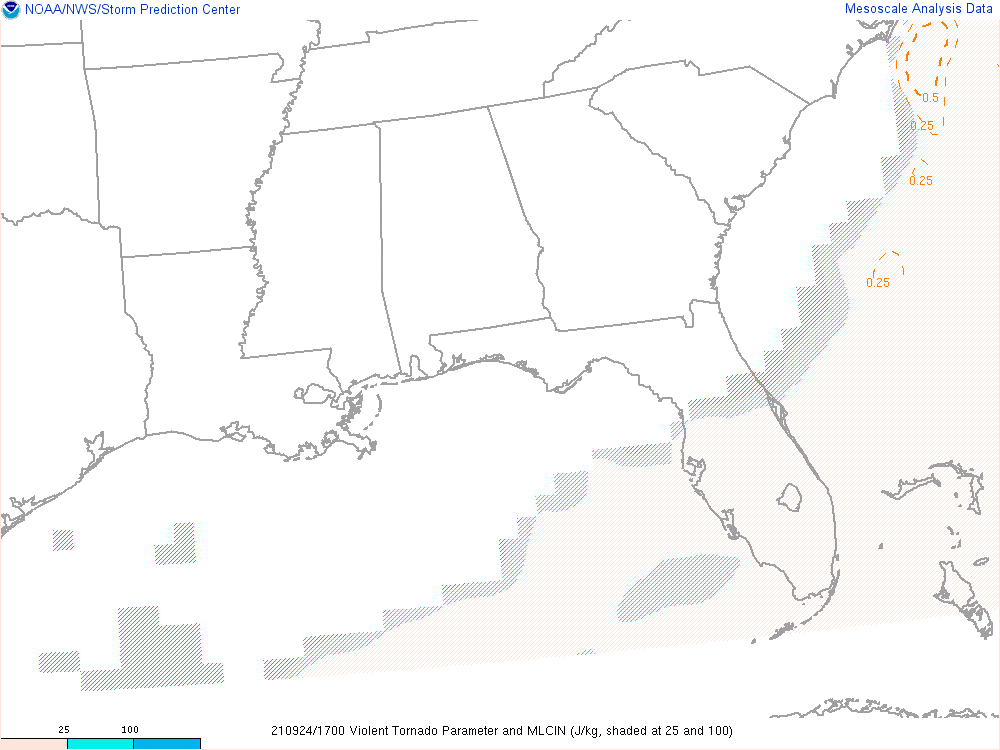 NOAA/NWS/Storm Prediction Center
Mesoscale Analysis Data
0.5
0.25
0.25
0.25
25 100
210924/1700 Violent Tornado Parameter and MLCIN (J/kg, shaded at 25 and 100)